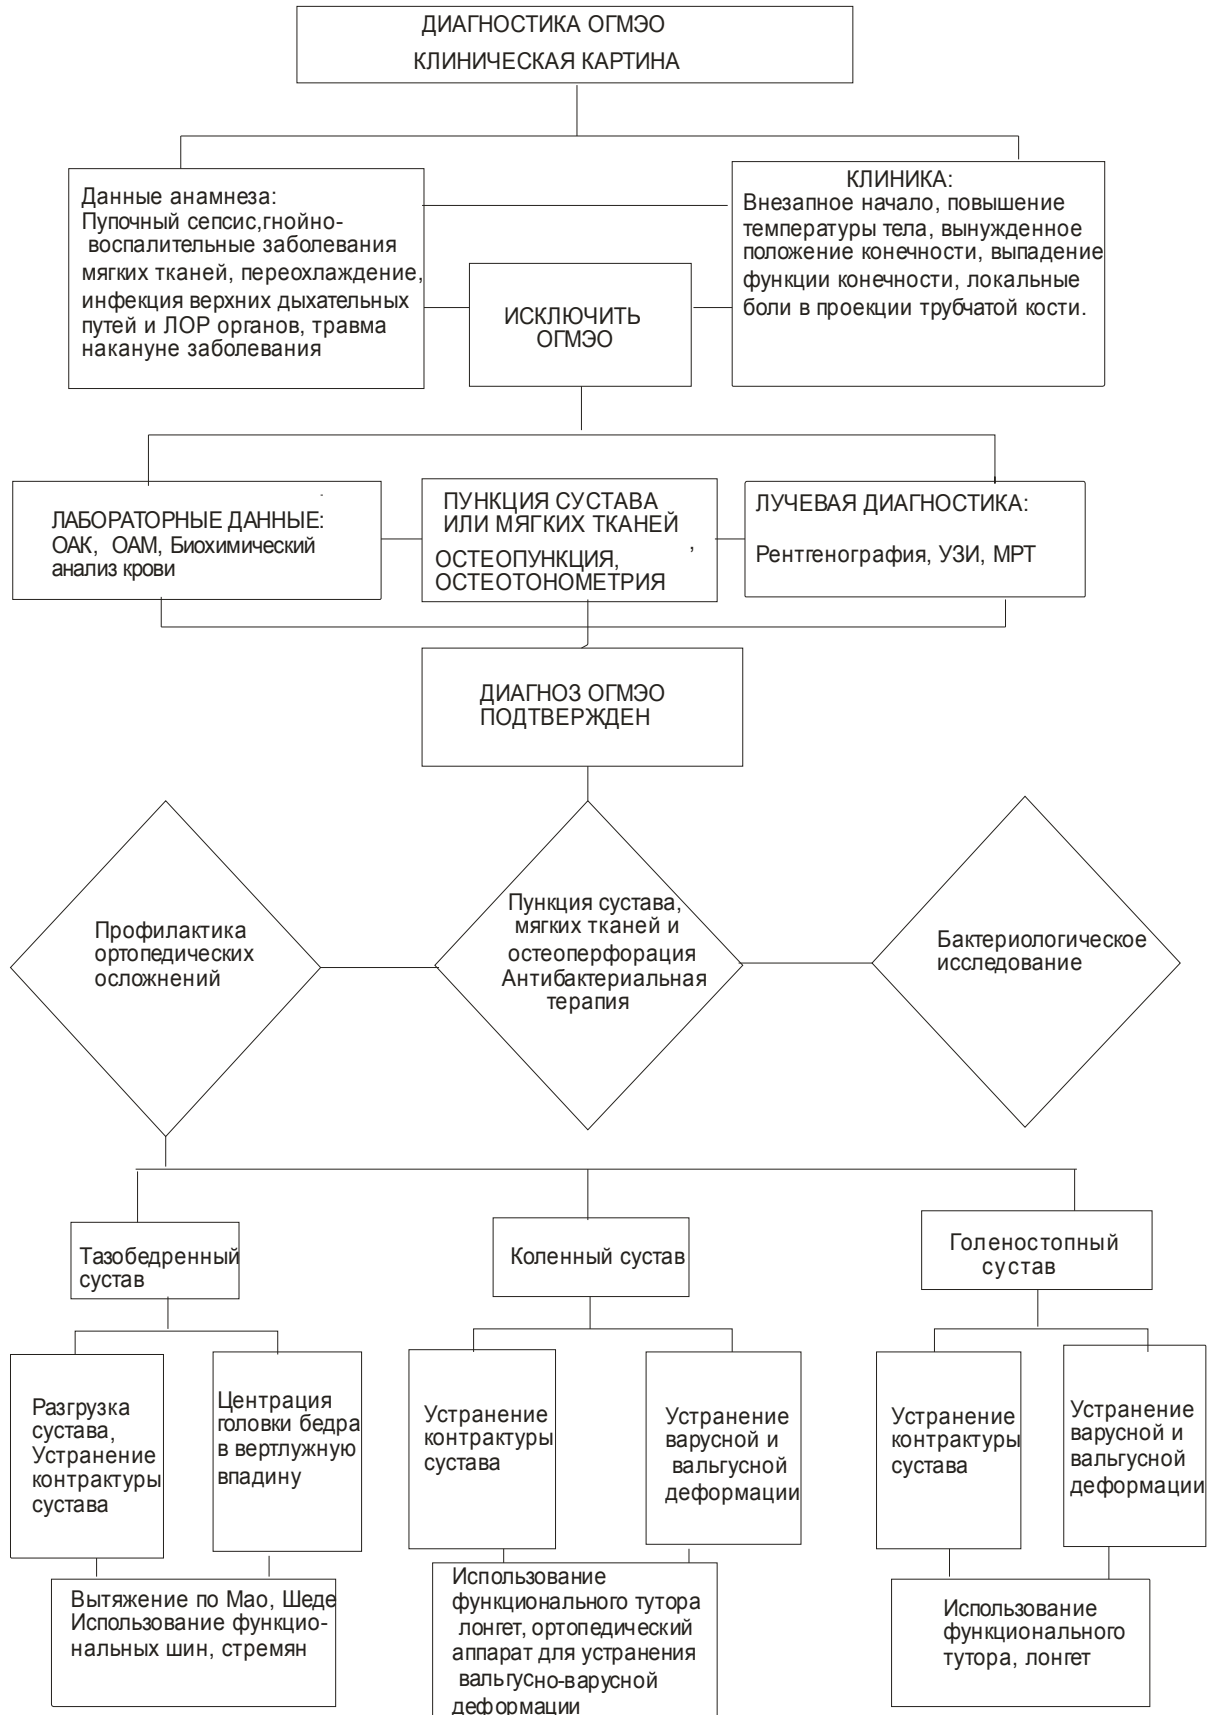 ДИАГНОСТИКА ОГМЭО
КЛИНИЧЕСКАЯ КАРТИНА
Данные анамнеза:
Пупочный сепсис,гнойно-
воспалительные заболевания
мягких тканей, переохлаждение,
инфекция верхних дыхательных
путей и ЛОР органов, травма
накануне заболевания
КЛИНИКА:
Внезапное начало, повышение
температуры тела, вынужденное
положение конечности, выпадение
функции конечности, локальные
боли в проекции трубчатой кости.
ИСКЛЮЧИТЬ
ОГМЭО
ЛАБОРАТОРНЫЕ ДАННЫЕ:
ОАК, ОАМ, Биохимический
анализ крови
ПУНКЦИЯ СУСТАВА
ИЛИ МЯГКИХ ТКАНЕЙ ,
ОСТЕОПУНКЦИЯ,
ОСТЕОТОНОМЕТРИЯ
ЛУЧЕВАЯ ДИАГНОСТИКА:
Рентгенография, УЗИ, МРТ
ДИАГНОЗ ОГМЭО
ПОДТВЕРЖДЕН
Профилактика
ортопедических
осложнений
Пункция сустава,
мягких тканей и
остеоперфорация
Антибактериальная
терапия
Бактериологическое
исследование
Тазобедренный
сустав
Коленный сустав
Голеностопный
сустав
Разгрузка
сустава,
Устранение
контрактуры
сустава
Центрация
головки бедра
в вертлужную
впадину
Устранение
контрактуры
сустава
Устранение
варусной и
вальгусной
деформации
Устранение
контрактуры
сустава
Устранение
варусной и
вальгусной
деформации
Вытяжение по Мао, Шеде
Использование функцио-
нальных шин, стремян
Использование
функционального тутора
лонгет, ортопедический
аппарат для устранения
вальгусно-варусной
деформации
Использование
функционального
тутора, лонгет